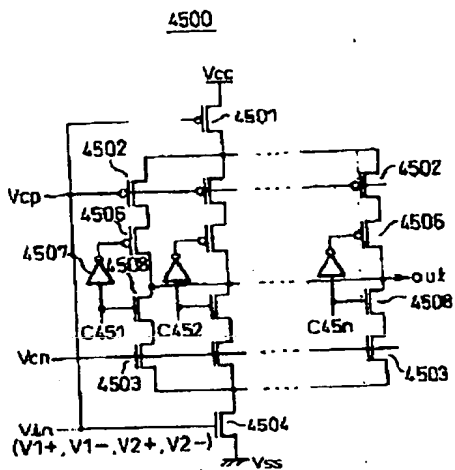 4500
Vcc
4501
4502
4502
Vcp
4506
4506
4507
4508
out
4508
C451
C452
C45n
Vcn
4503
4503
Vin
4504
(V1+, V1-, V2+, V2-)
Vss